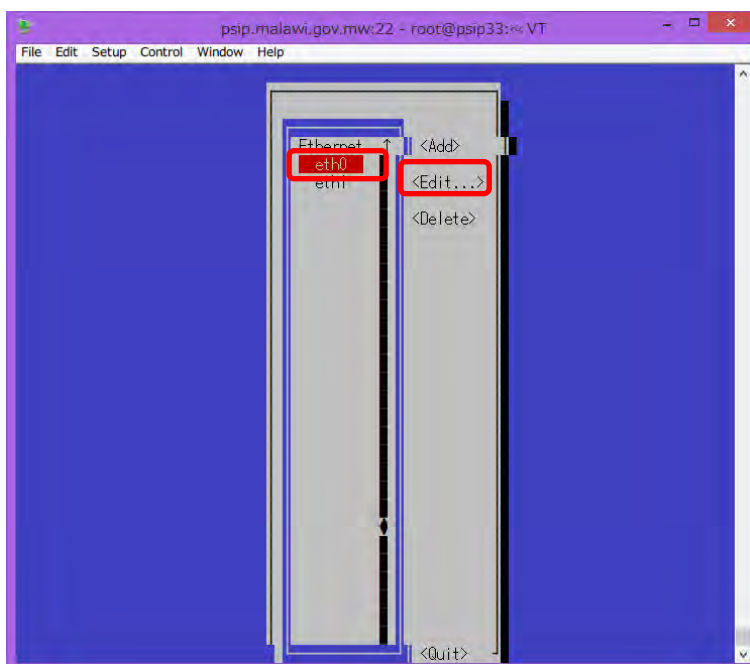 psip.malawi.gov.mw:22 - root@psip33:~ VT
File Edit Setup Control Window Help
Ethernet ↑ <Add>
eth0
<Edit...>
eth1
<Delete>
<Quit>